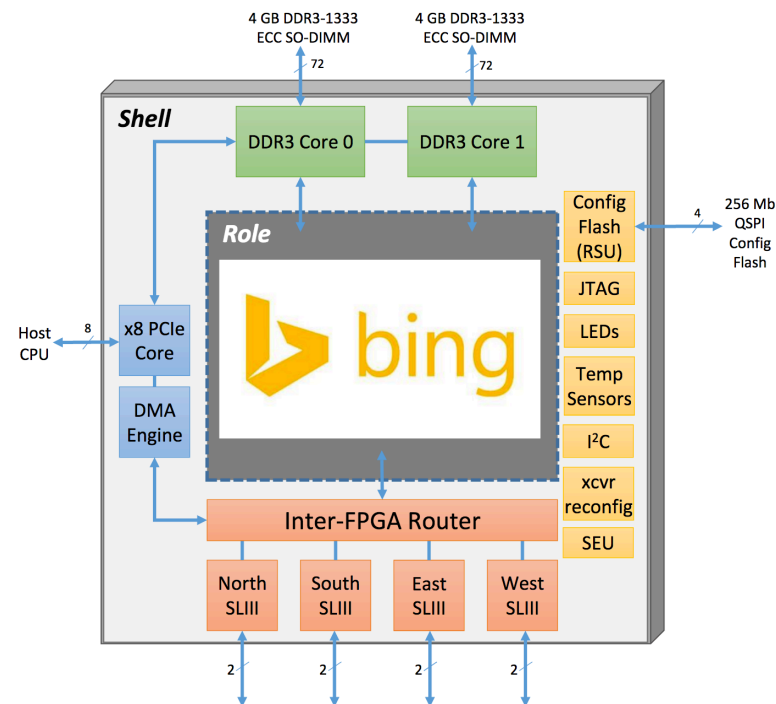 4 GB DDR3-1333
ECC SO-DIMM
4 GB DDR3-1333
ECC SO-DIMM
72
72
Shell
DDR3 Core 0
DDR3 Core 1
Role
bing
Config
Flash
(RSU)
4
256 Mb
QSPI
Config
Flash
JTAG
LEDs
Temp
Sensors
I²C
xcvr
reconfig
SEU
Host
CPU
8
x8 PCIe
Core
DMA
Engine
Inter-FPGA Router
North
SLIII
South
SLIII
East
SLIII
West
SLIII
2
2
2
2